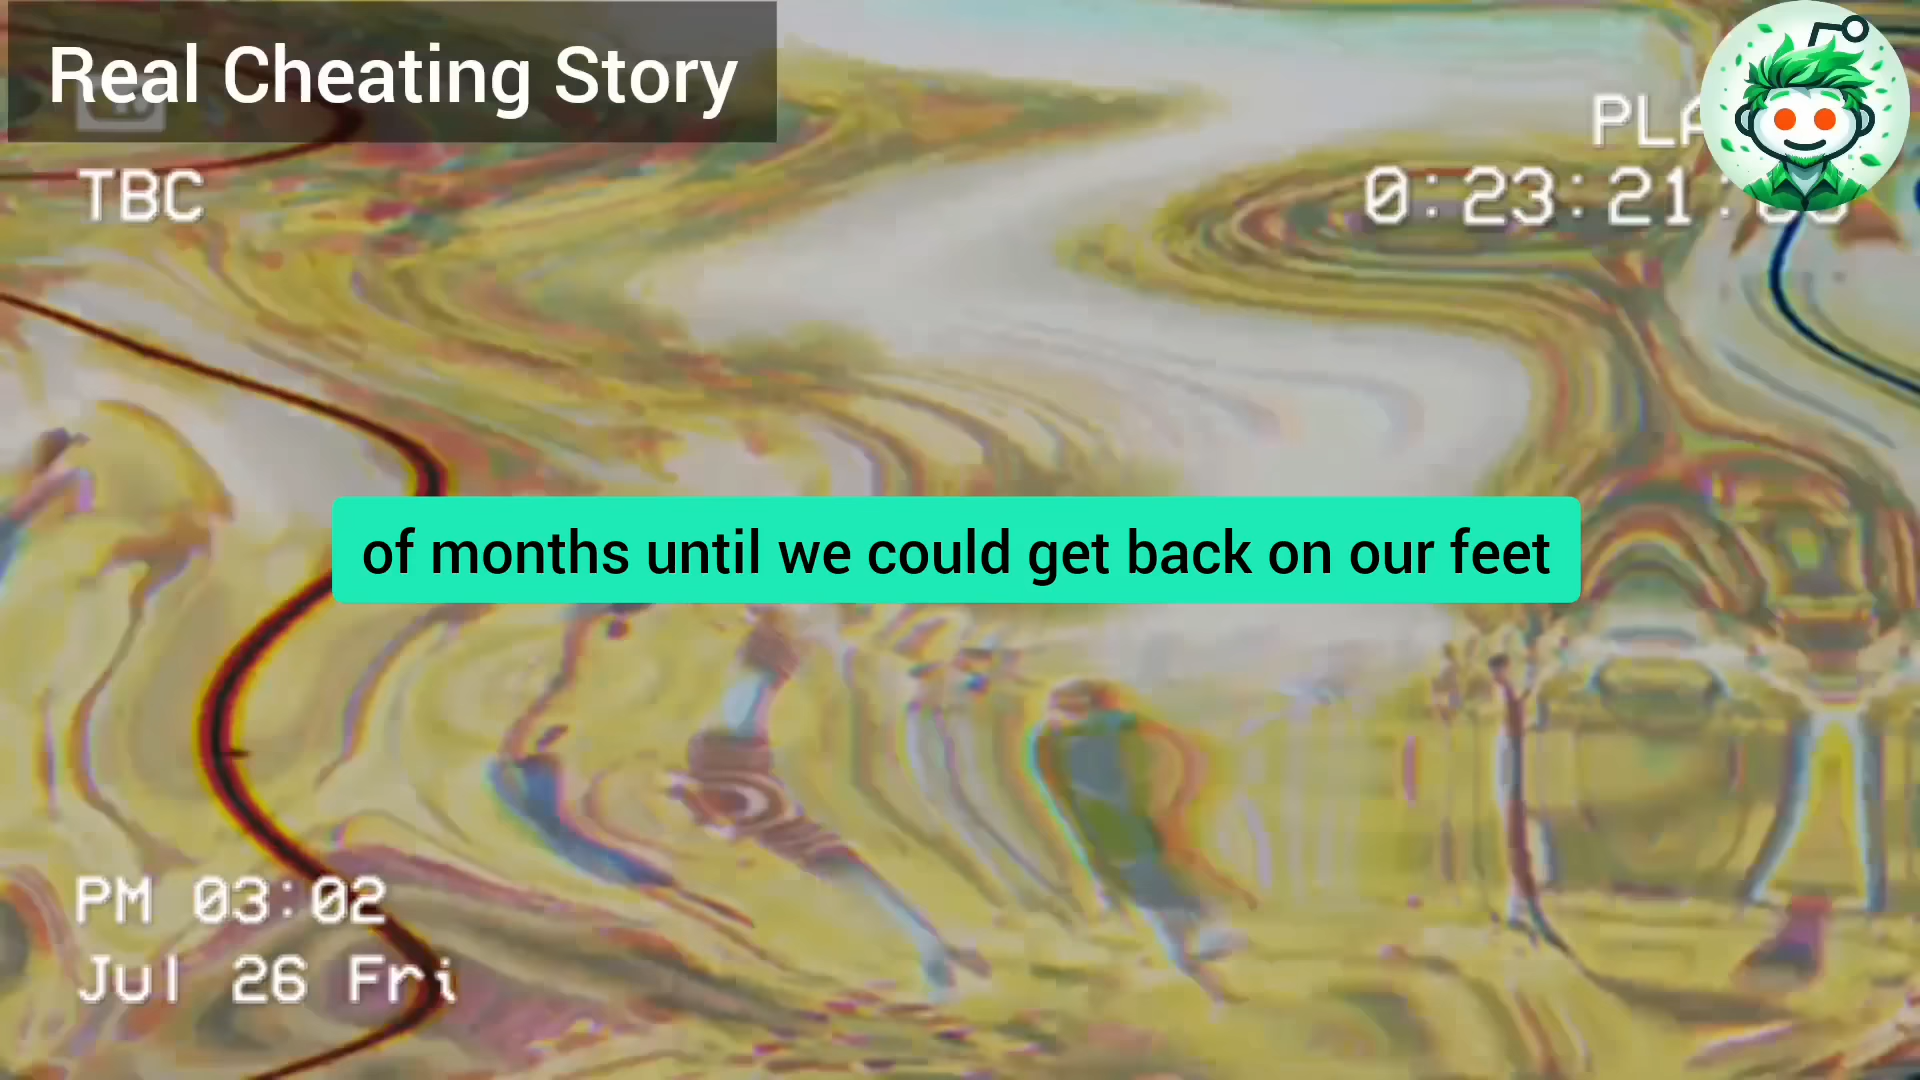 Real Cheating Story
PLA
TBC
0:23:21:
of months until we could get back on our feet
PM 03:02
Jul 26 Fri